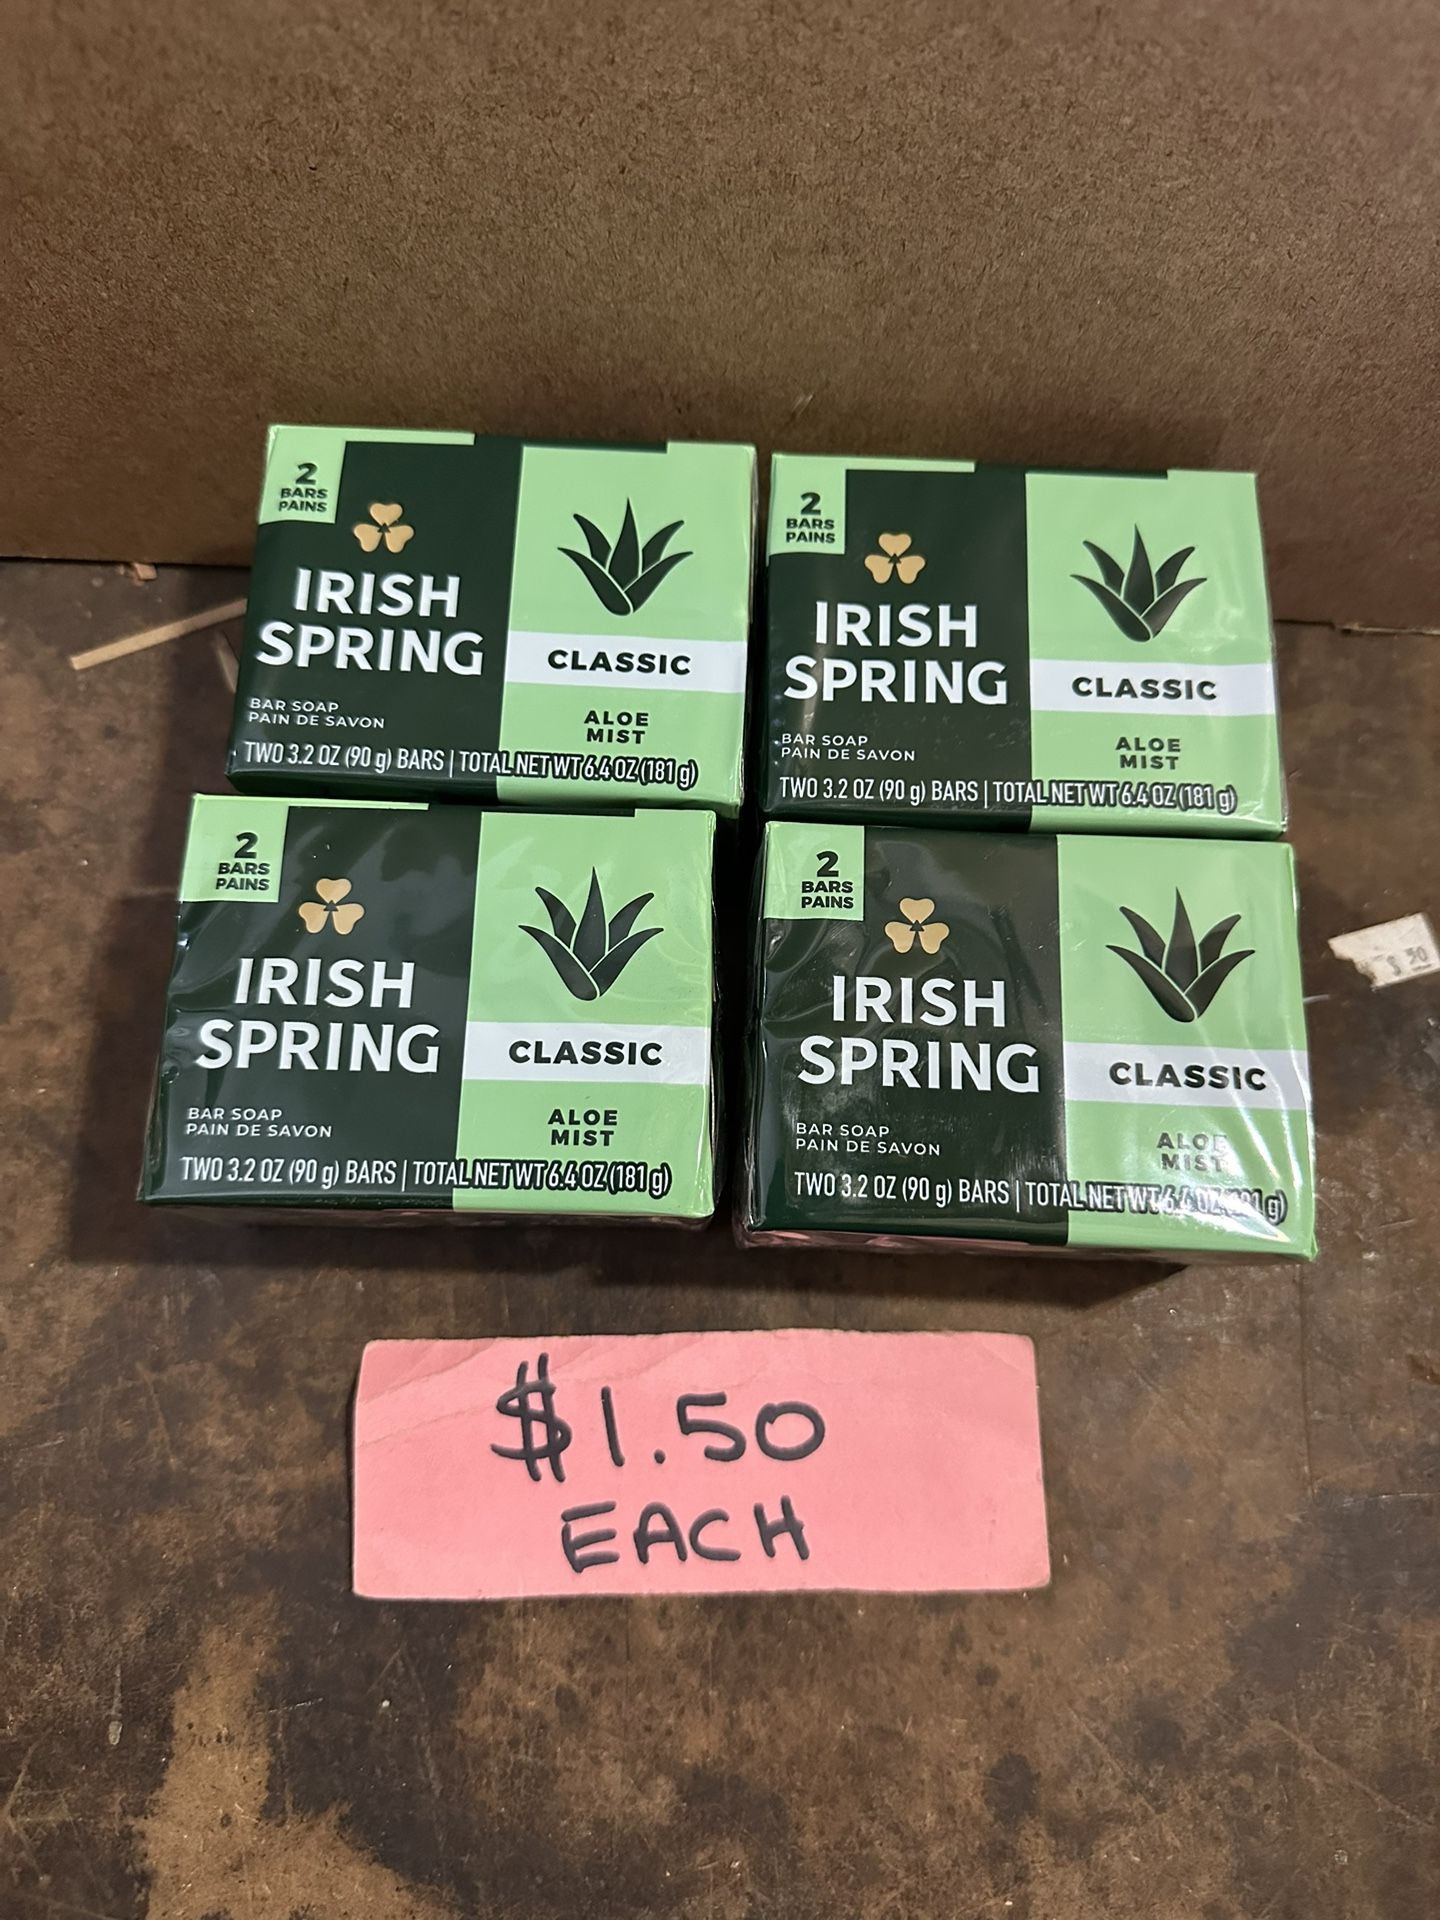 2
BARS
PAINS
IRISH
SPRING
BAR SOAP
PAIN DE SAVON
CLASSIC
ALOE
MIST
TWO 3.2 OZ (90 g) BARS | TOTAL NET WT 6.4 OZ (181 g)
2
BARS
PAINS
IRISH
SPRING
BAR SOAP
PAIN DE SAVON
CLASSIC
ALOE
MIST
TWO 3.2 OZ (90 g) BARS | TOTAL NET WT 6.4 OZ (181 g)
2
BARS
PAINS
IRISH
SPRING
BAR SOAP
PAIN DE SAVON
CLASSIC
ALOE
MIST
TWO 3.2 OZ (90 g) BARS | TOTAL NET WT 6.4 OZ (181 g)
2
BARS
PAINS
IRISH
SPRING
BAR SOAP
PAIN DE SAVON
CLASSIC
ALOE
MIST
TWO 3.2 OZ (90 g) BARS | TOTAL NET WT 6.4 OZ (181 g)
$1.50
EACH